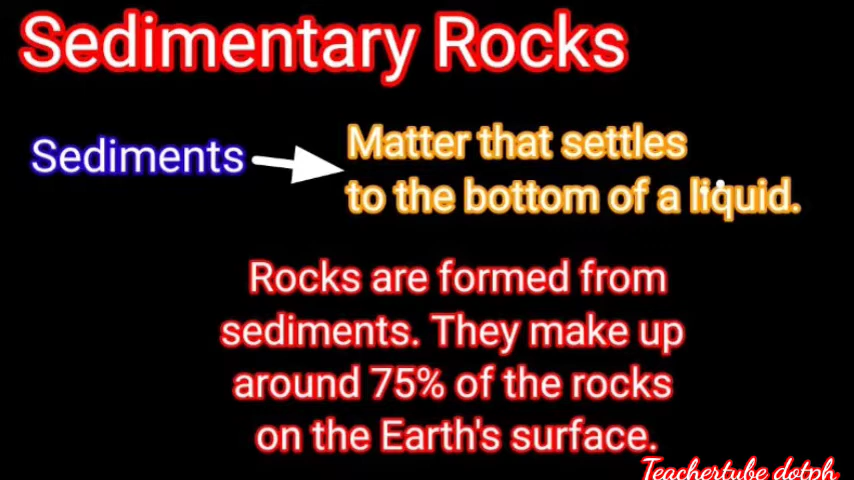 Sedimentary Rocks
Sediments
Matter that settles
to the bottom of a liquid.
Rocks are formed from
sediments. They make up
around 75% of the rocks
on the Earth's surface.
Teachertube dotph